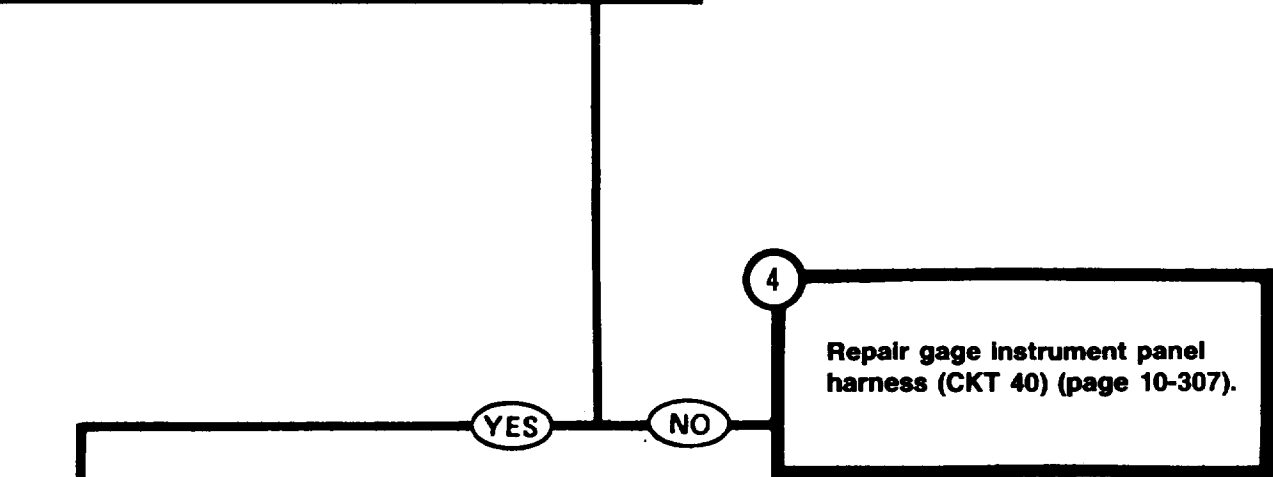 4
Repair gage instrument panel
harness (CKT 40) (page 10-307).
YES
NO